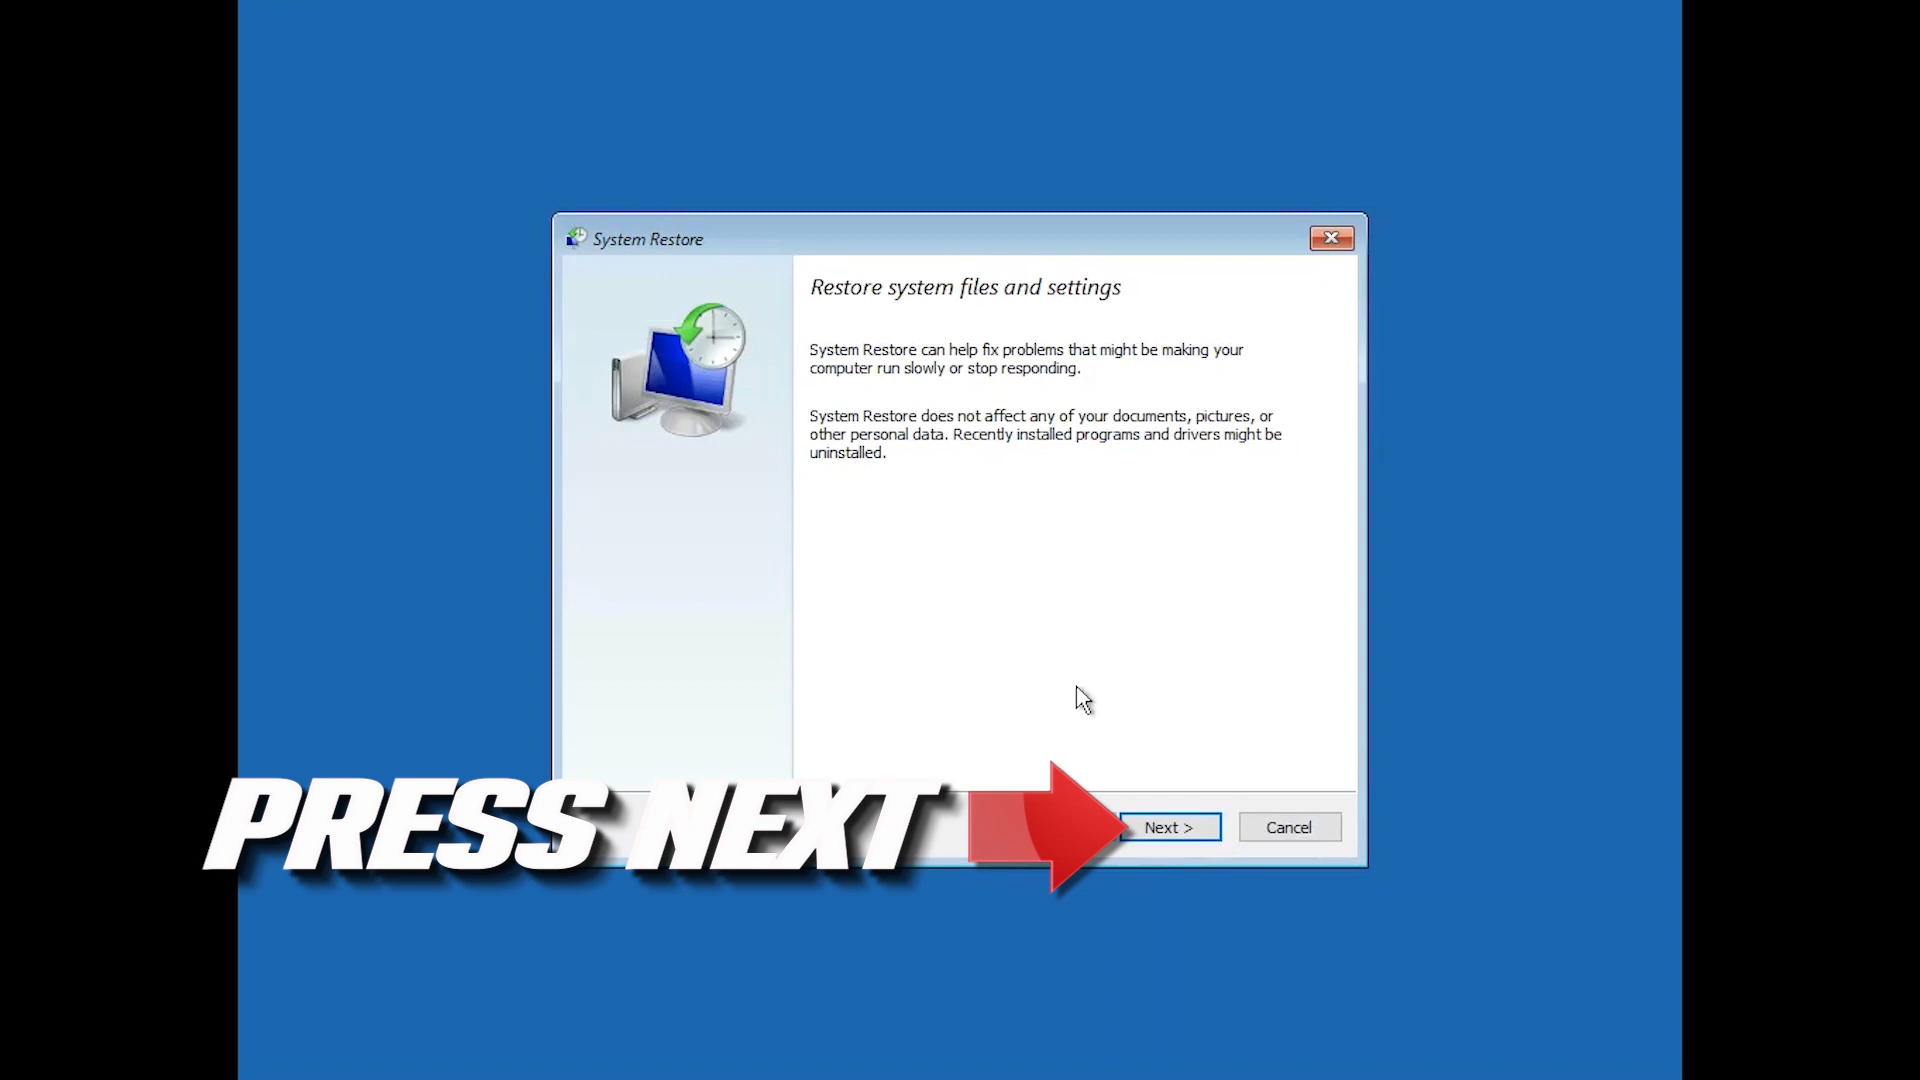 System Restore
Restore system files and settings
System Restore can help fix problems that might be making your
computer run slowly or stop responding.
System Restore does not affect any of your documents, pictures, or
other personal data. Recently installed programs and drivers might be
uninstalled.
PRESS NEXT
Next >
Cancel